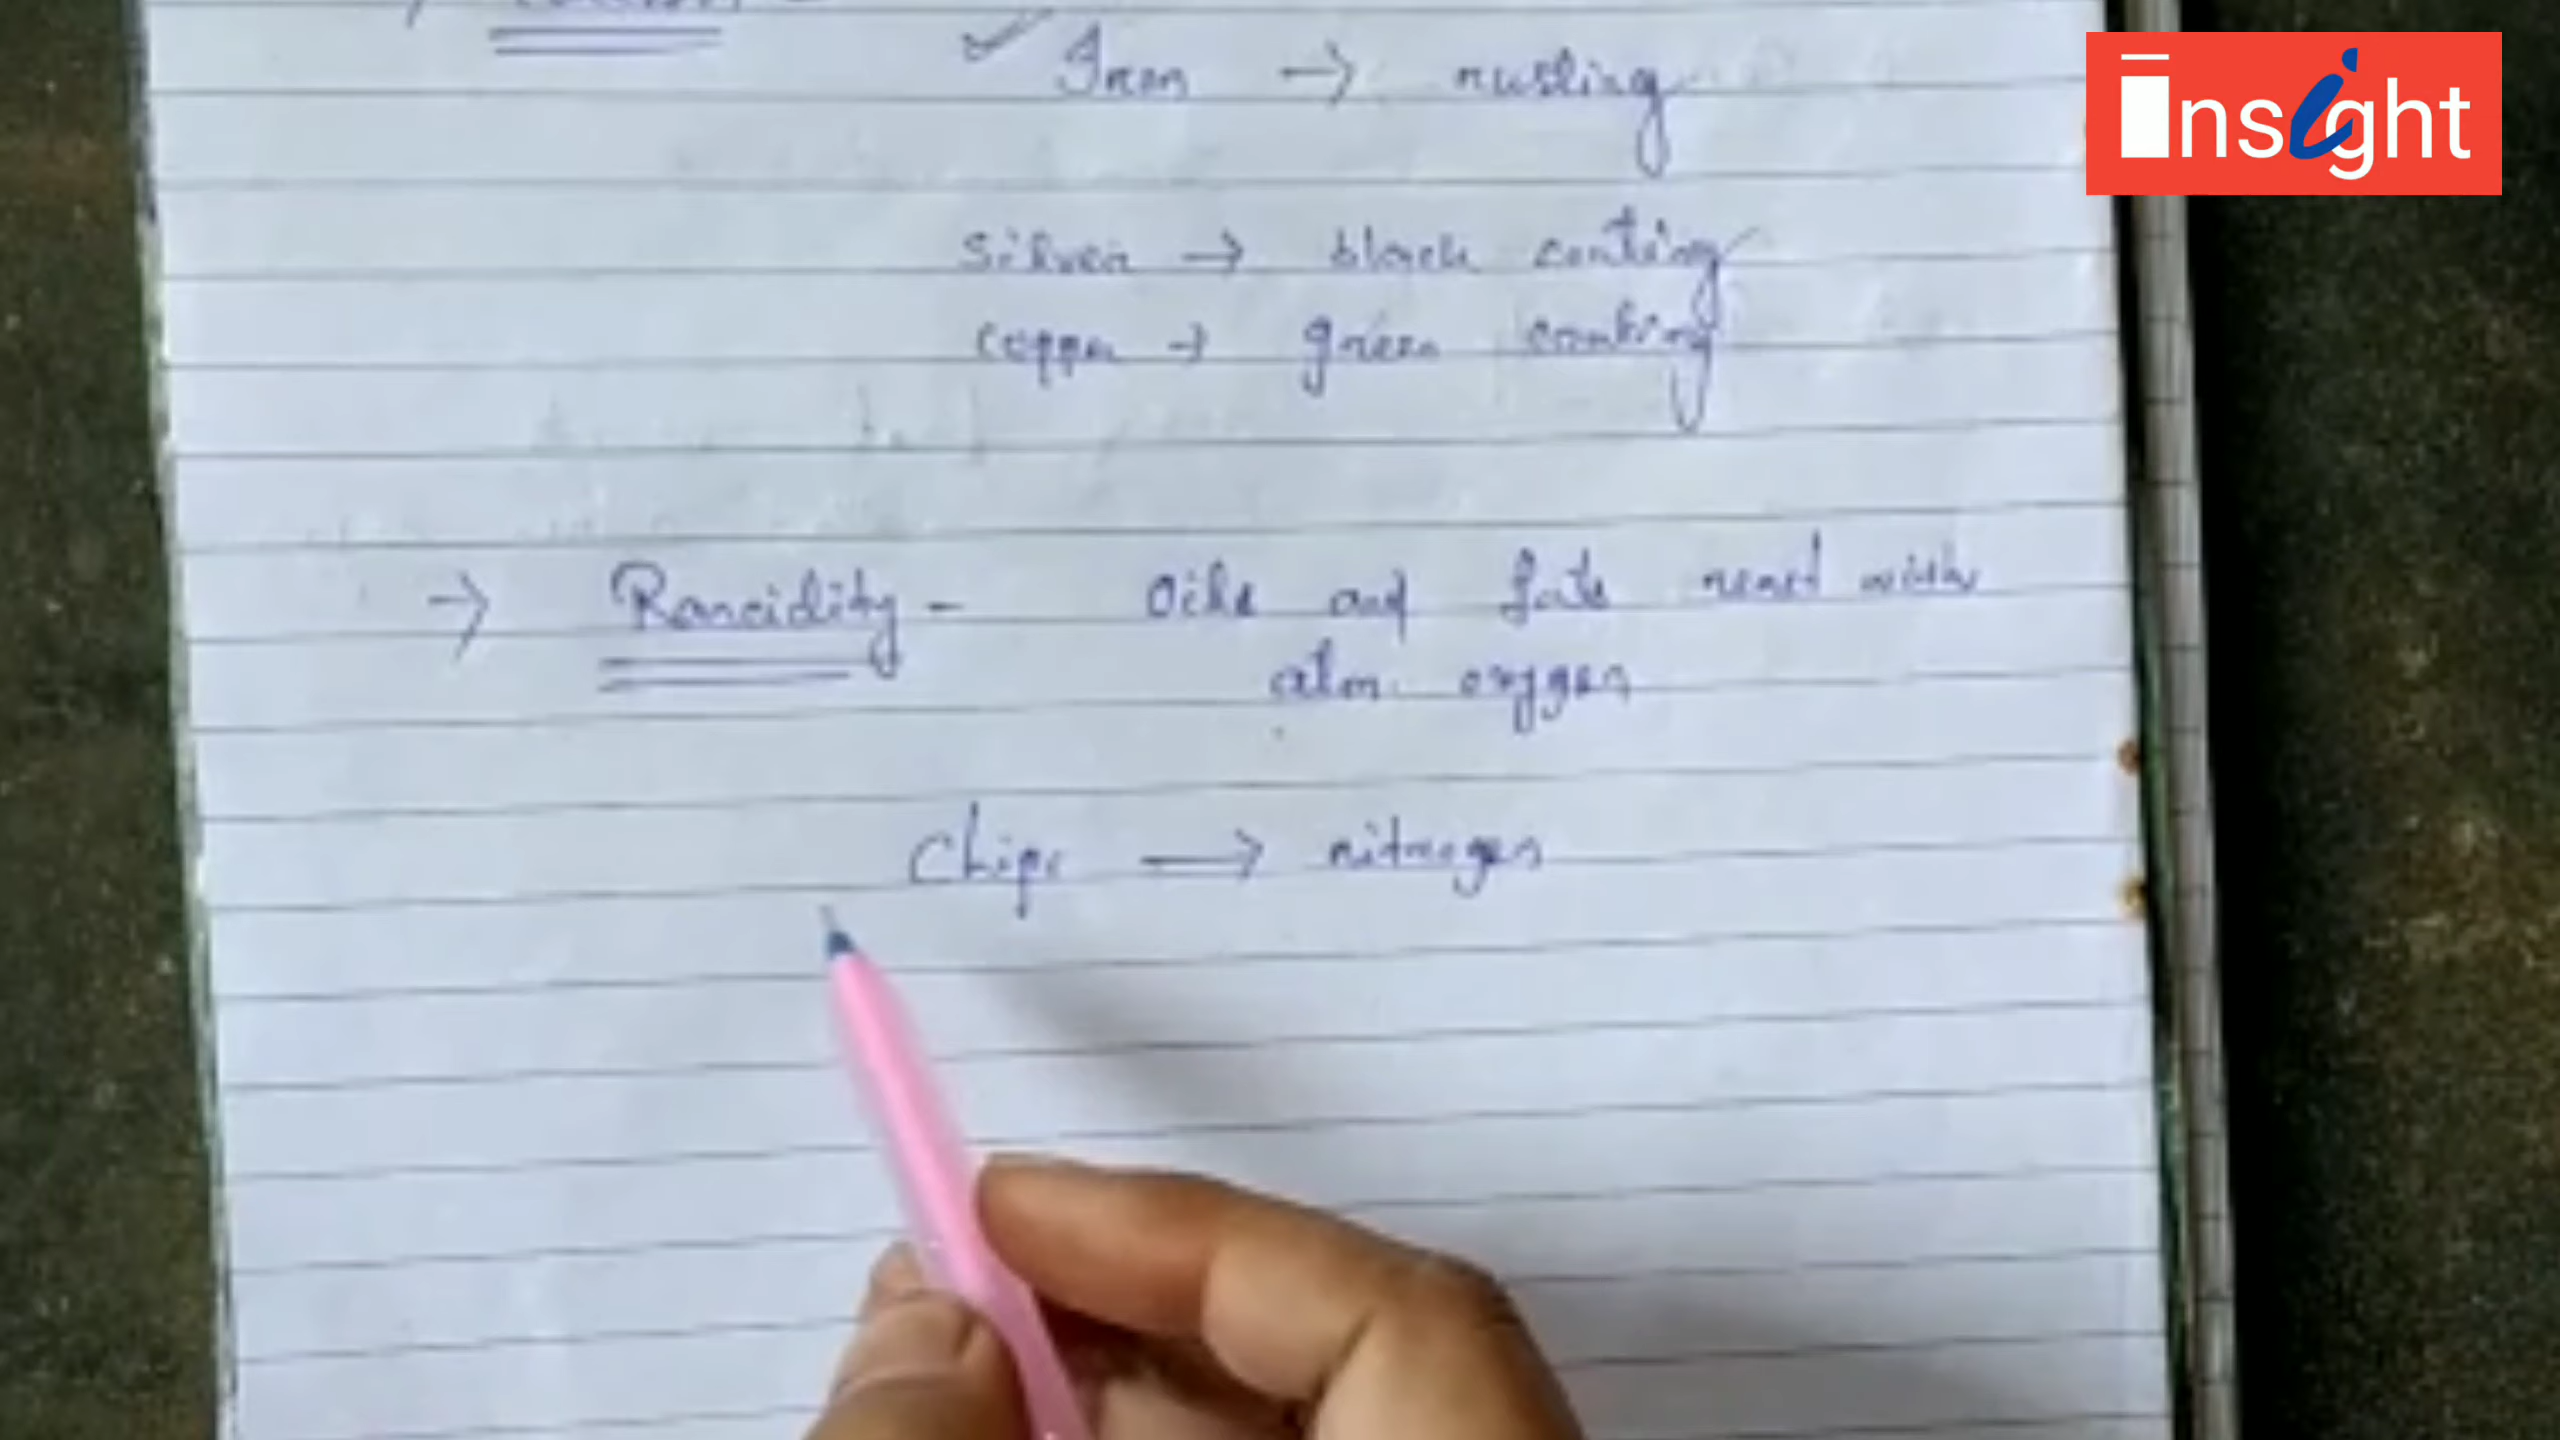 Iron → rusting
Insight
Silver → black coating
Copper → green coating
→ Rancidity - Oils and fats react with
atm. oxygen
Chips → nitrogen